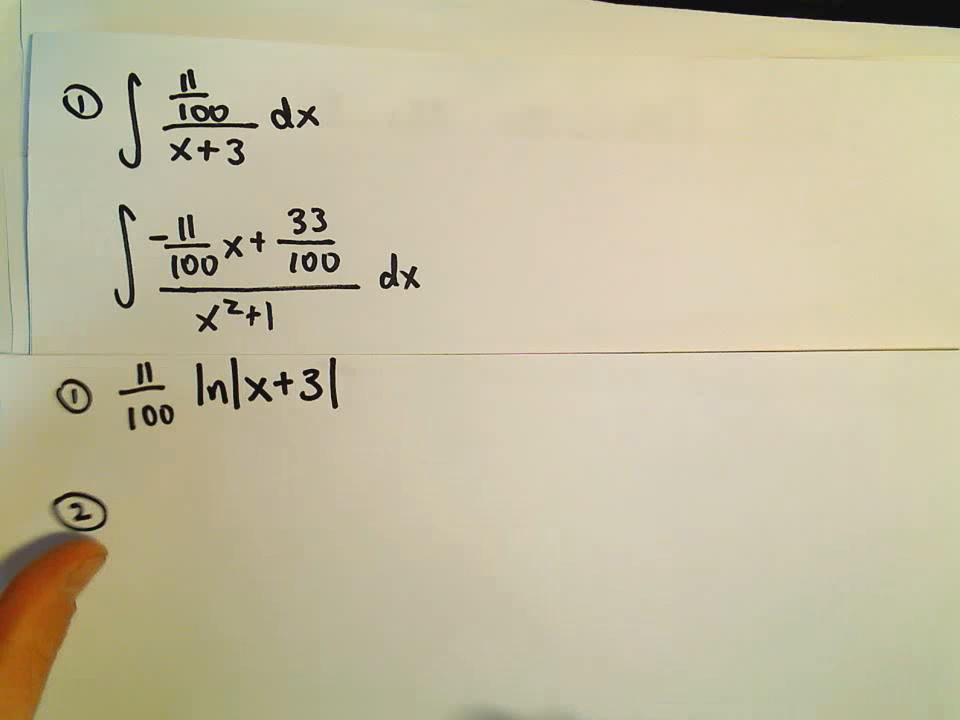 ① ∫ (11/100)/(x+3) dx
∫ (-11/100 x + 33/100)/(x²+1) dx
① 11/100 ln|x+3|
②